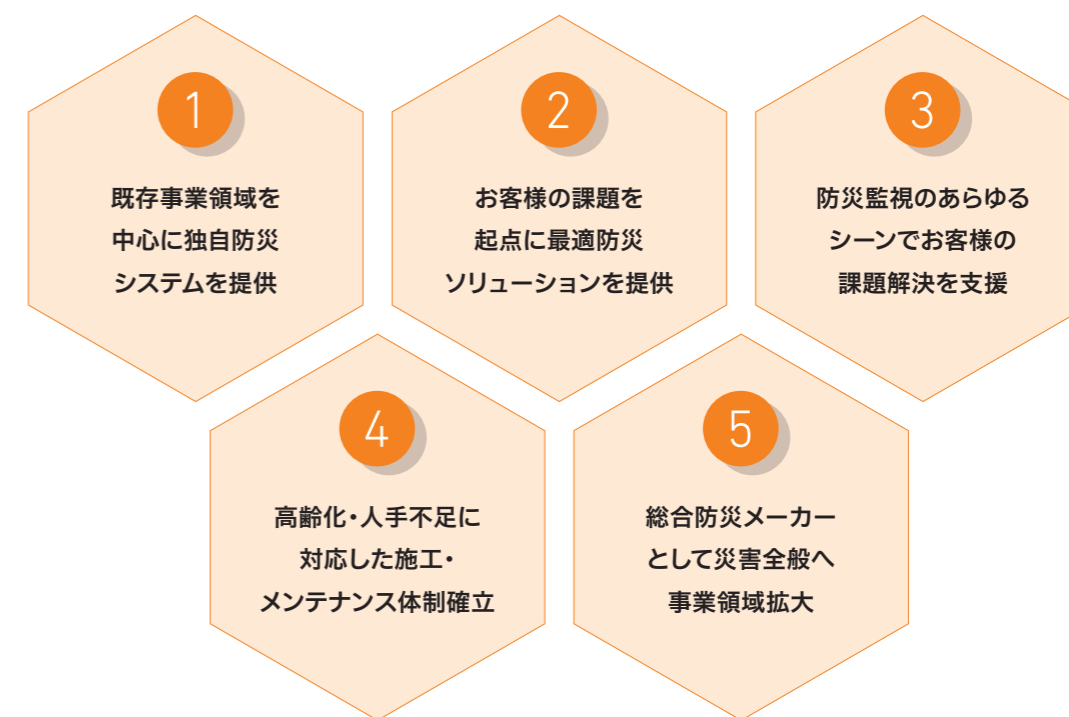 1
既存事業領域を
中心に独自防災
システムを提供
2
お客様の課題を
起点に最適防災
ソリューションを提供
3
防災監視のあらゆる
シーンでお客様の
課題解決を支援
4
高齢化・人手不足に
対応した施工・
メンテナンス体制確立
5
総合防災メーカー
として災害全般へ
事業領域拡大